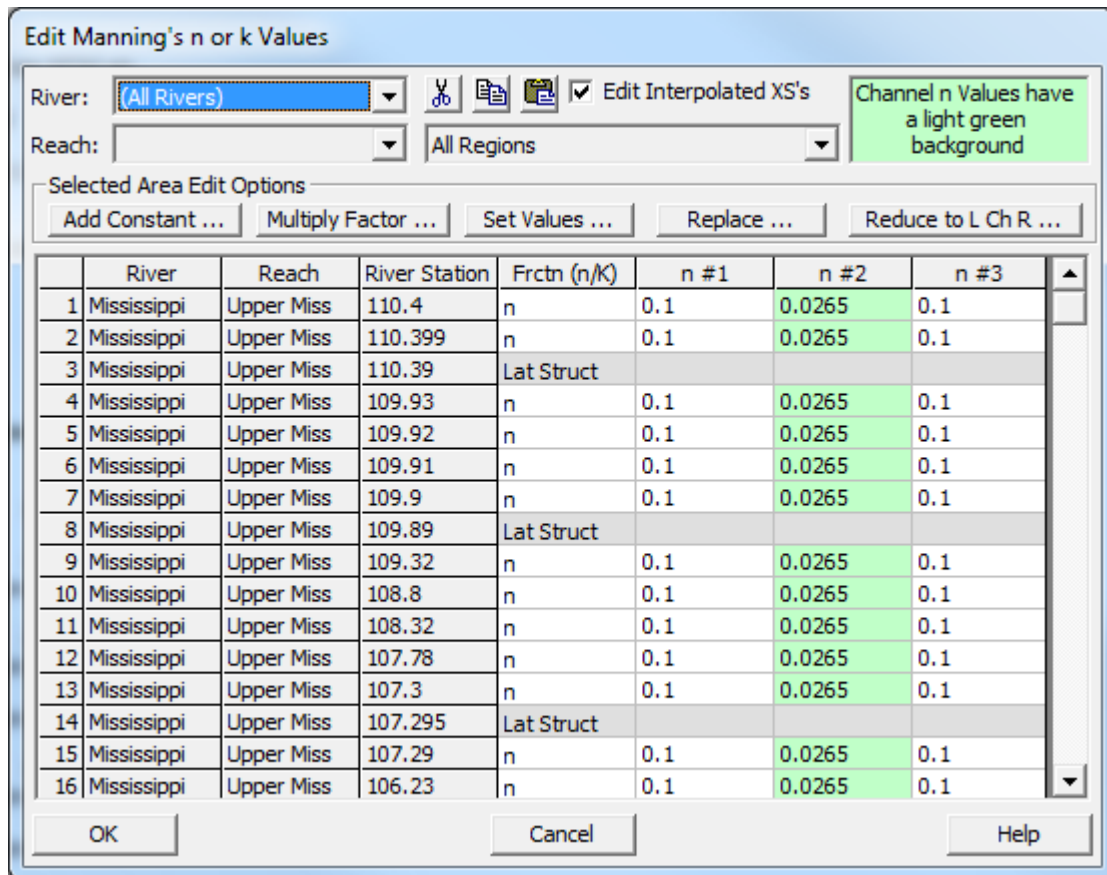 Edit Manning's n or k Values
River: (All Rivers) Edit Interpolated XS's
Reach: All Regions
Channel n Values have
a light green
background
Selected Area Edit Options
Add Constant ... Multiply Factor ... Set Values ... Replace ... Reduce to L Ch R ...
River Reach River Station Frctn (n/K) n #1 n #2 n #3
1 Mississippi Upper Miss 110.4 n 0.1 0.0265 0.1
2 Mississippi Upper Miss 110.399 n 0.1 0.0265 0.1
3 Mississippi Upper Miss 110.39 Lat Struct
4 Mississippi Upper Miss 109.93 n 0.1 0.0265 0.1
5 Mississippi Upper Miss 109.92 n 0.1 0.0265 0.1
6 Mississippi Upper Miss 109.91 n 0.1 0.0265 0.1
7 Mississippi Upper Miss 109.9 n 0.1 0.0265 0.1
8 Mississippi Upper Miss 109.89 Lat Struct
9 Mississippi Upper Miss 109.32 n 0.1 0.0265 0.1
10 Mississippi Upper Miss 108.8 n 0.1 0.0265 0.1
11 Mississippi Upper Miss 108.32 n 0.1 0.0265 0.1
12 Mississippi Upper Miss 107.78 n 0.1 0.0265 0.1
13 Mississippi Upper Miss 107.3 n 0.1 0.0265 0.1
14 Mississippi Upper Miss 107.295 Lat Struct
15 Mississippi Upper Miss 107.29 n 0.1 0.0265 0.1
16 Mississippi Upper Miss 106.23 n 0.1 0.0265 0.1
OK Cancel Help